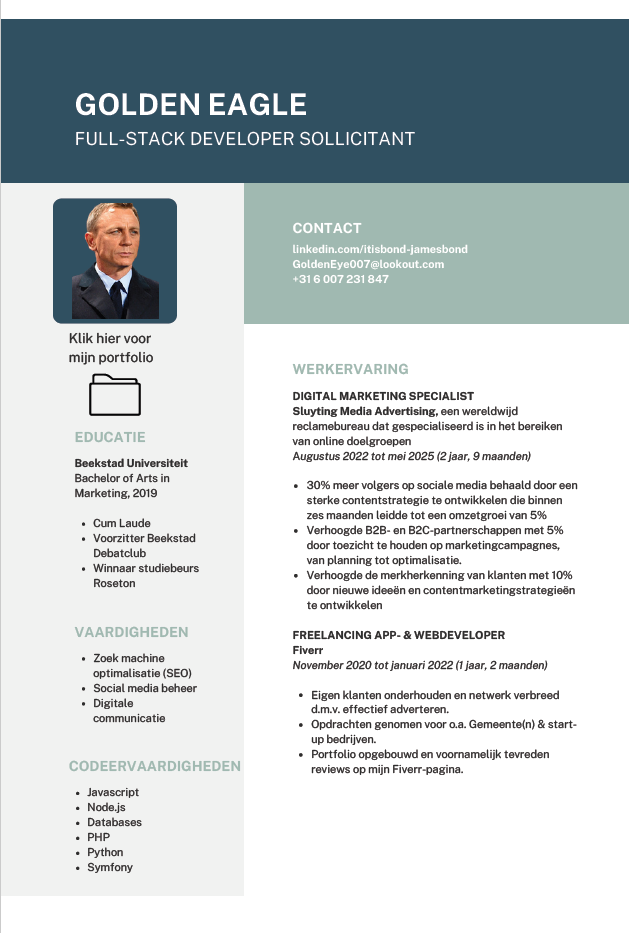 GOLDEN EAGLE
FULL-STACK DEVELOPER SOLLICITANT
Klik hier voor
mijn portfolio
EDUCATIE
Beekstad Universiteit
Bachelor of Arts in
Marketing, 2019
• Cum Laude
• Voorzitter Beekstad
Debatclub
• Winnaar studiebeurs
Roseton
VAARDIGHEDEN
• Zoek machine
optimalisatie (SEO)
• Social media beheer
• Digitale
communicatie
CODEERVAARDIGHEDEN
• Javascript
• Node.js
• Databases
• PHP
• Python
• Symfony
CONTACT
linkedin.com/itisbond-jamesbond
GoldenEye007@lookout.com
+31 6 007 231 847
WERKERVARING
DIGITAL MARKETING SPECIALIST
Sluyting Media Advertising, een wereldwijd
reclamebureau dat gespecialiseerd is in het bereiken
van online doelgroepen
Augustus 2022 tot mei 2025 (2 jaar, 9 maanden)
• 30% meer volgers op sociale media behaald door een
sterke contentstrategie te ontwikkelen die binnen
zes maanden leidde tot een omzetgroei van 5%
• Verhoogde B2B- en B2C-partnerschappen met 5%
door toezicht te houden op marketingcampagnes,
van planning tot optimalisatie.
• Verhoogde de merkherkenning van klanten met 10%
door nieuwe ideeën en contentmarketingstrategieën
te ontwikkelen
FREELANCING APP- & WEBDEVELOPER
Fiverr
November 2020 tot januari 2022 (1 jaar, 2 maanden)
• Eigen klanten onderhouden en netwerk verbreed
d.m.v. effectief adverteren.
• Opdrachten genomen voor o.a. Gemeente(n) & start-
up bedrijven.
• Portfolio opgebouwd en voornamelijk tevreden
reviews op mijn Fiverr-pagina.